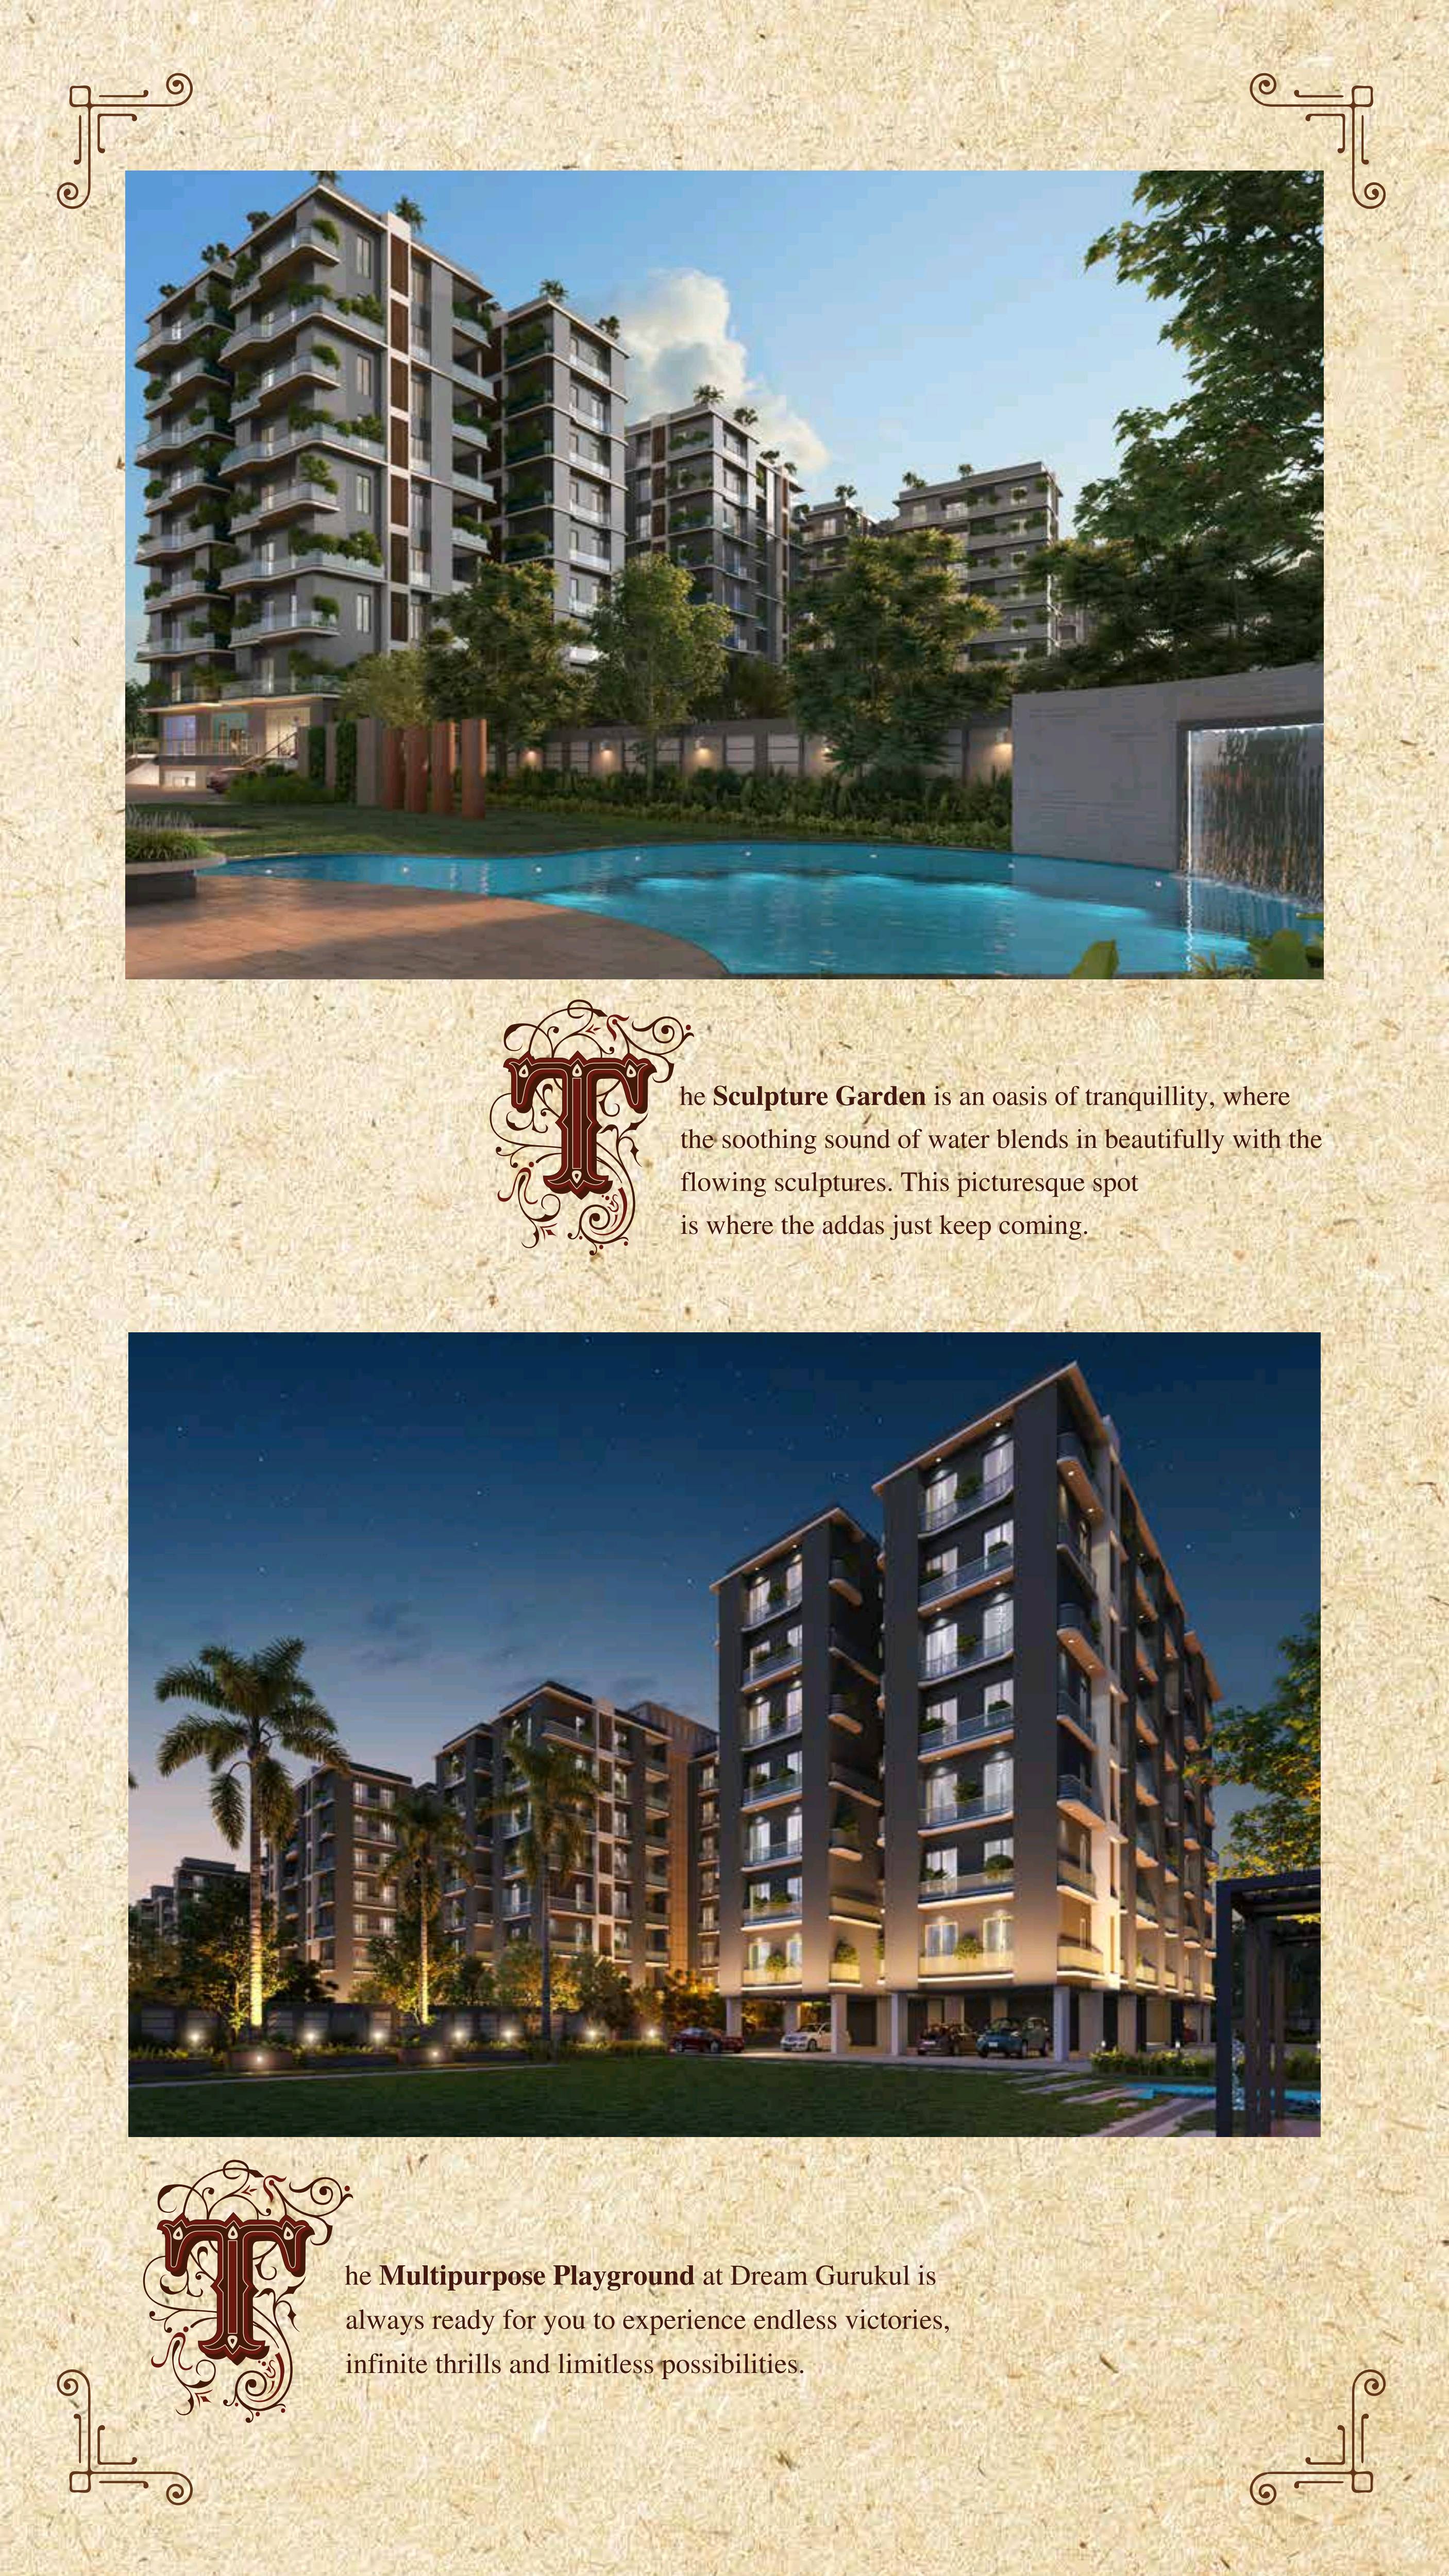 The Sculpture Garden is an oasis of tranquillity, where
the soothing sound of water blends in beautifully with the
flowing sculptures. This picturesque spot
is where the addas just keep coming.
The Multipurpose Playground at Dream Gurukul is
always ready for you to experience endless victories,
infinite thrills and limitless possibilities.